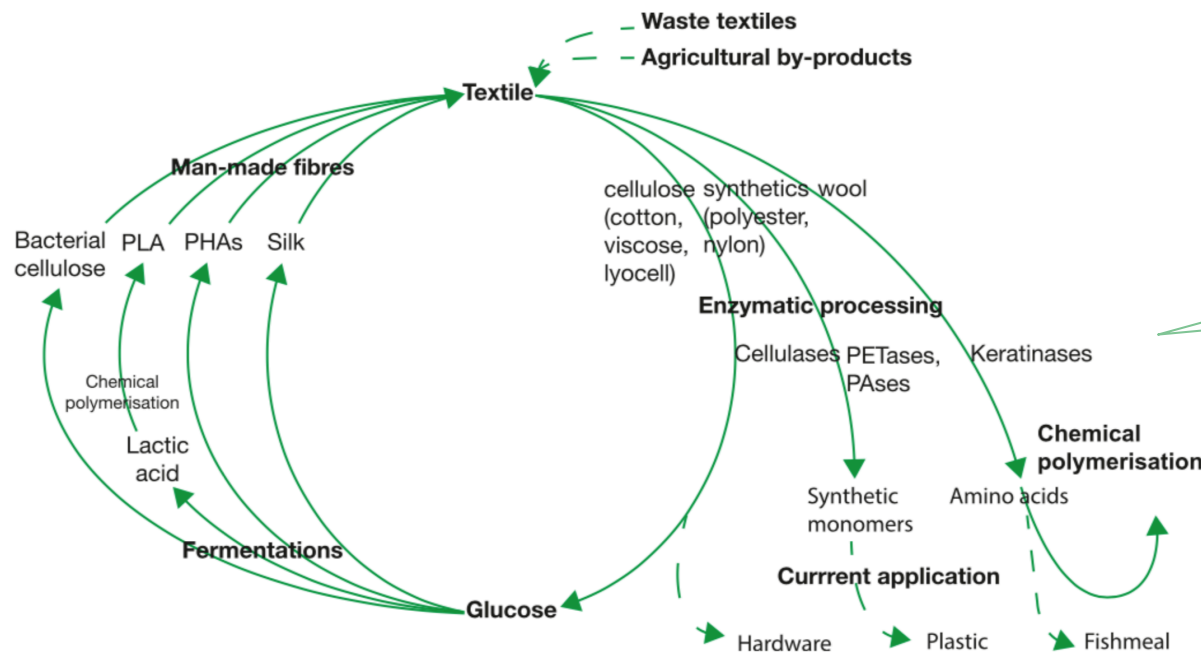 Waste textiles
Agricultural by-products
Textile
Man-made fibres
cellulose
(cotton,
viscose,
lyocell)
synthetics
(polyester,
nylon)
wool
Bacterial
cellulose
PLA
PHAs
Silk
Enzymatic processing
Cellulases
PETases,
PAses
Keratinases
Chemical
polymerisation
Lactic
acid
Chemical
polymerisation
Synthetic
monomers
Amino acids
Fermentations
Currrent application
Glucose
Hardware
Plastic
Fishmeal